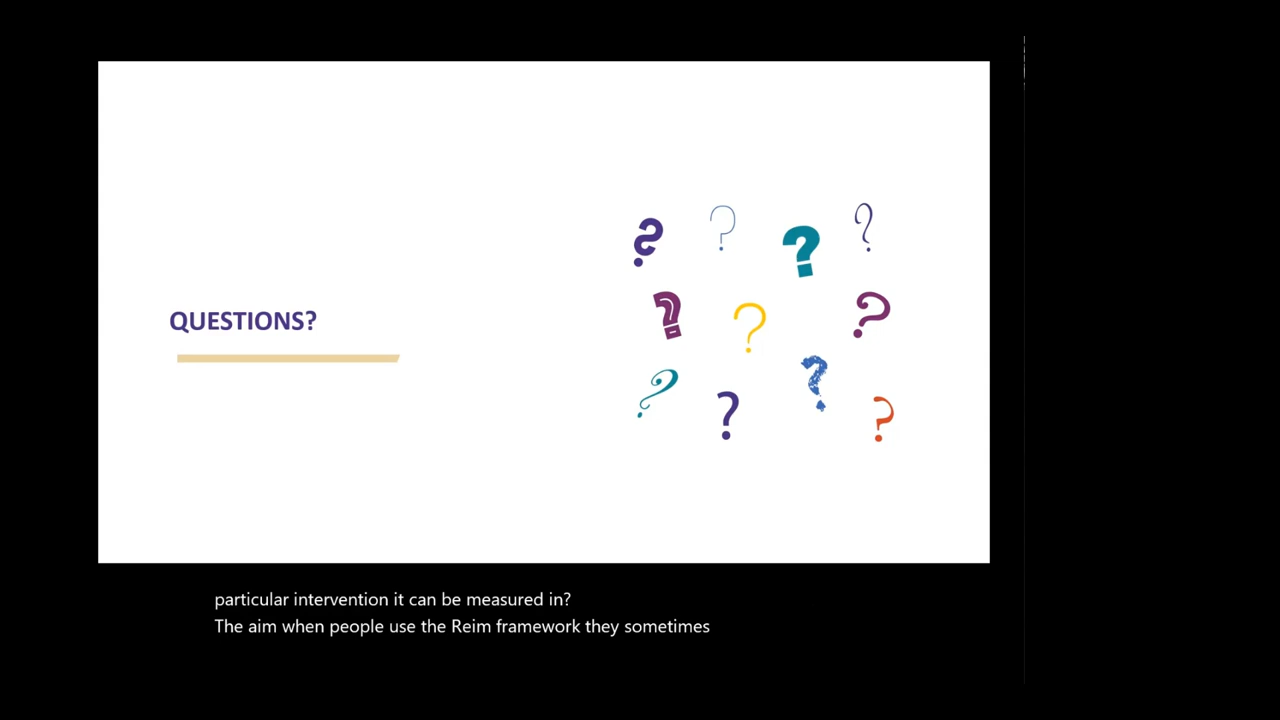 QUESTIONS?
? ? ? ?
? ? ?
? ? ? ?
particular intervention it can be measured in?
The aim when people use the Reim framework they sometimes